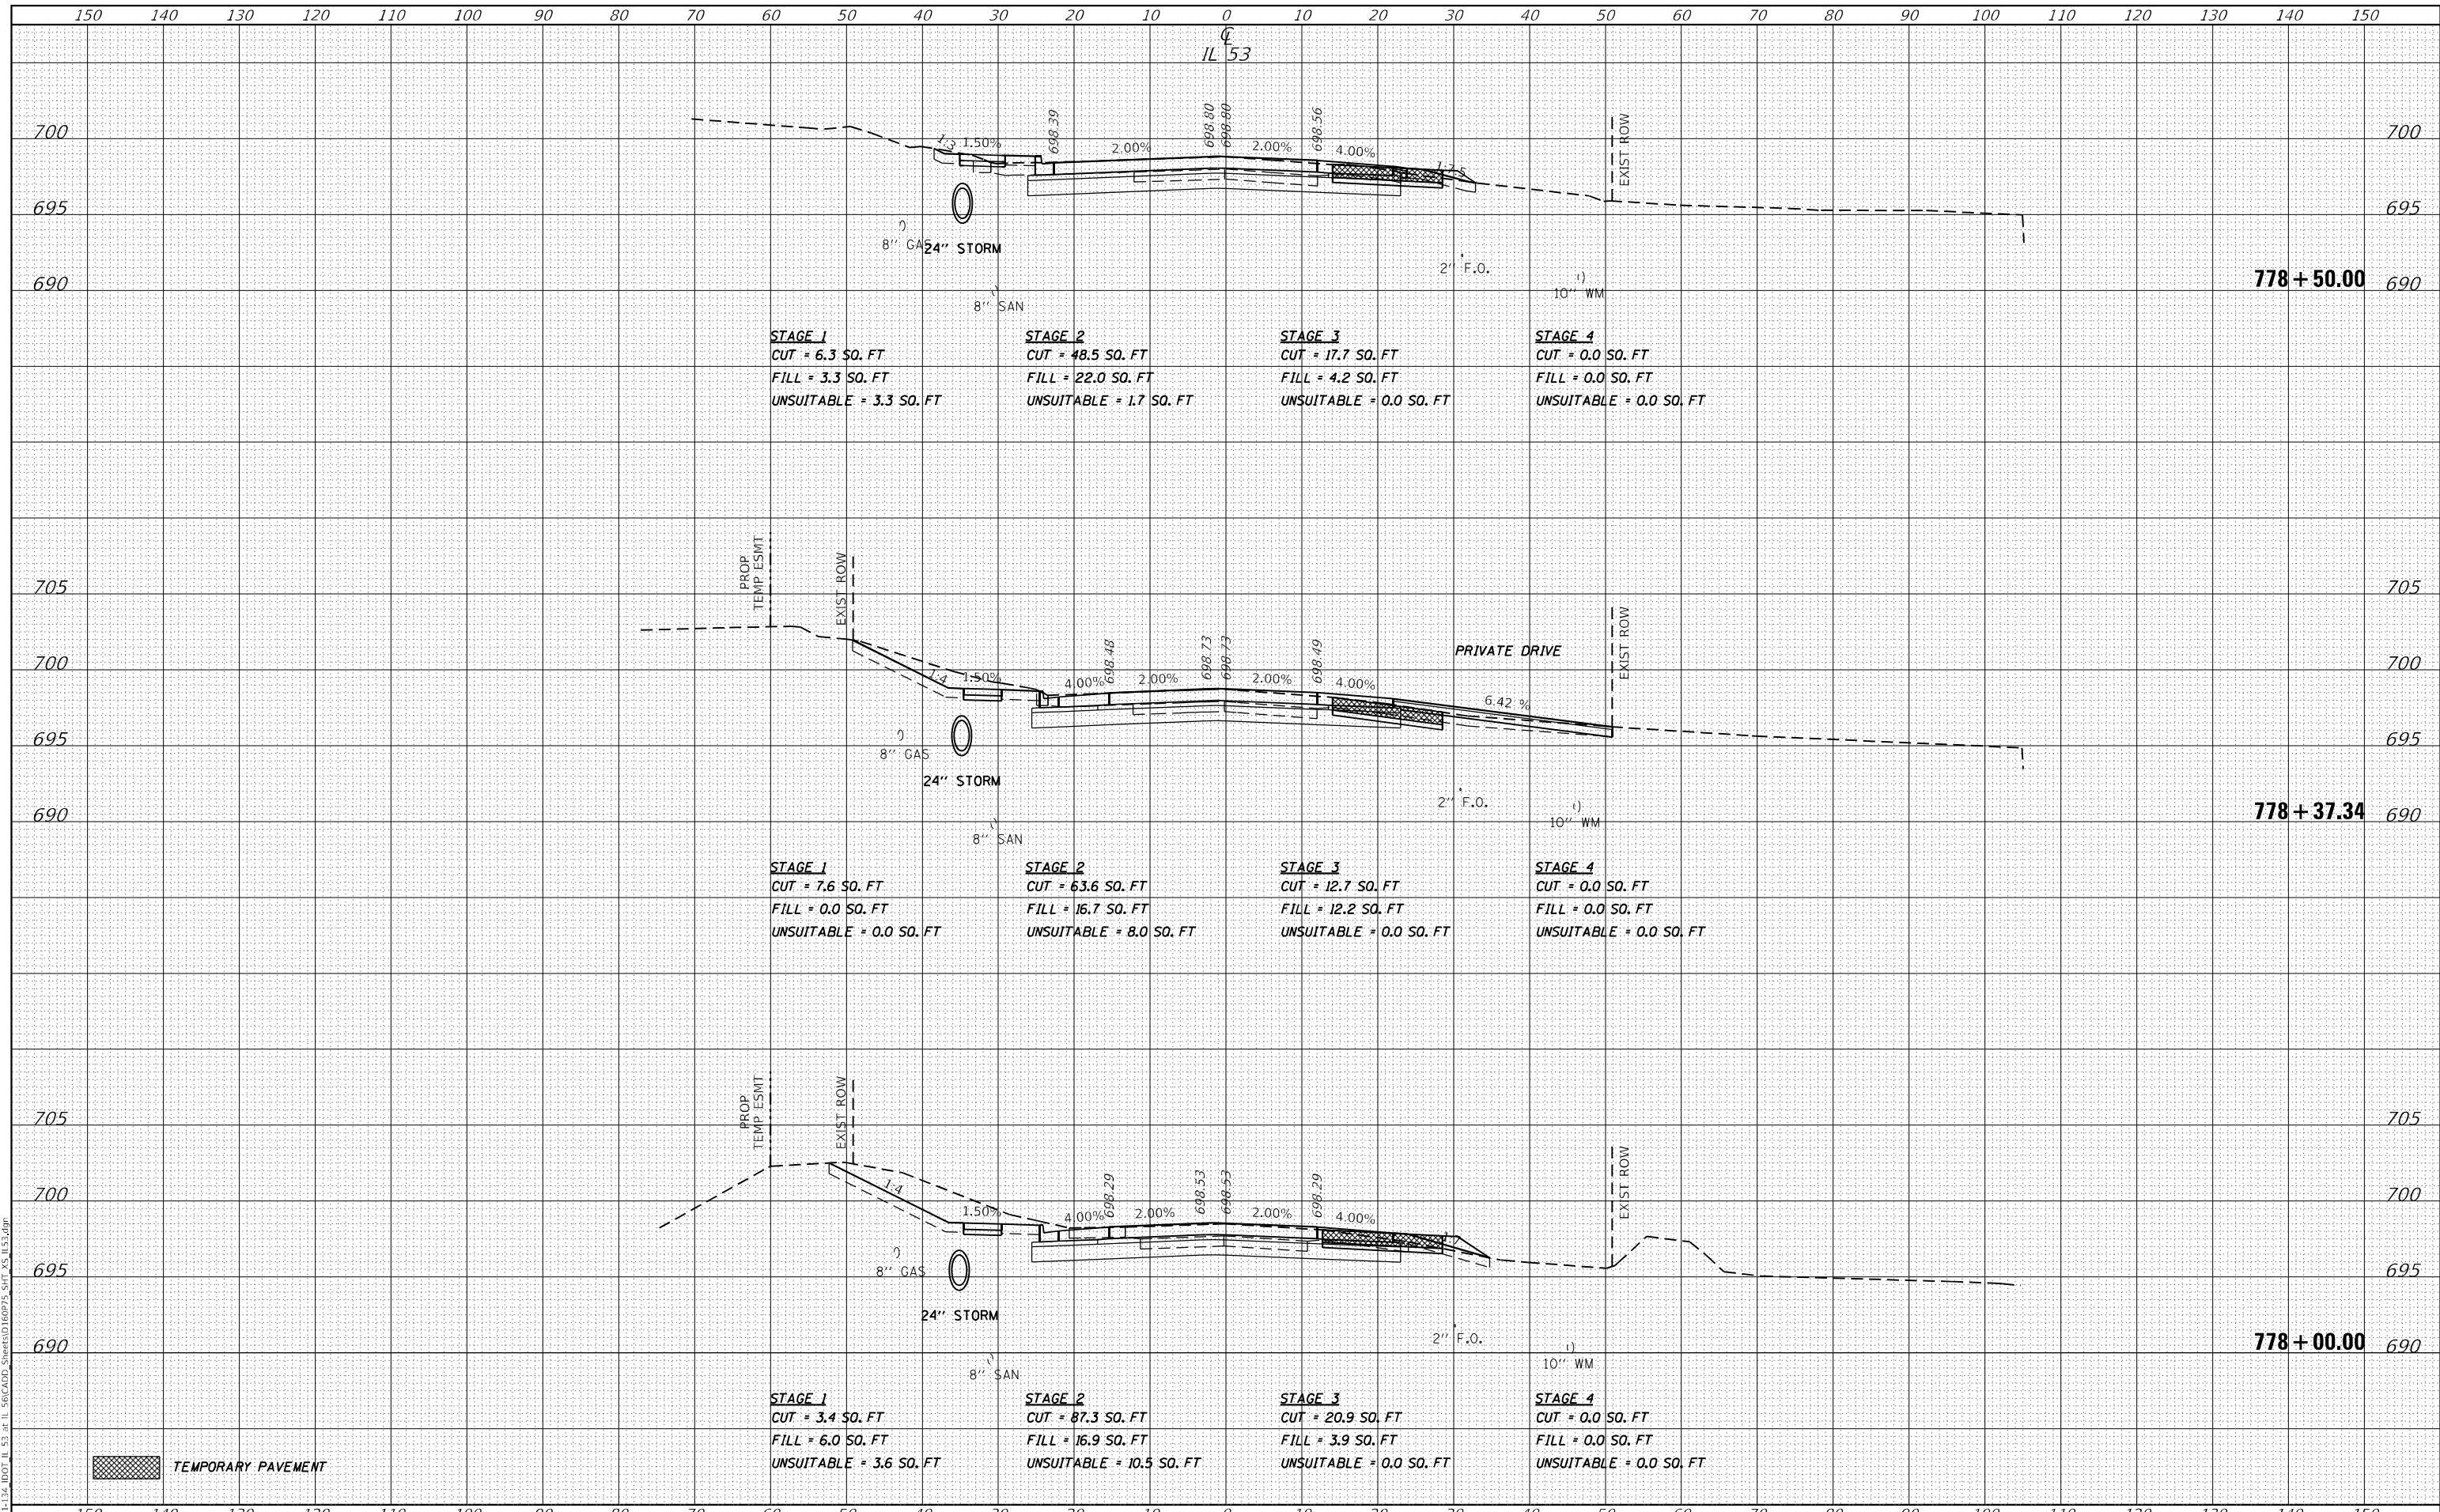 150 140 130 120 110 100 90 80 70 60 50 40 30 20 10 0 10 20 30 40 50 60 70 80 90 100 110 120 130 140 150
℄
IL 53
700 700
695 695
690 690
1:3
1.50%
698.39
2.00%
698.80
698.80
2.00%
698.56
4.00%
1:7.5
EXIST ROW
8" GAS
24" STORM
8" SAN
2" F.O.
10" WM
778 + 50.00
STAGE 1
CUT = 6.3 SQ. FT
FILL = 3.3 SQ. FT
UNSUITABLE = 3.3 SQ. FT
STAGE 2
CUT = 48.5 SQ. FT
FILL = 22.0 SQ. FT
UNSUITABLE = 1.7 SQ. FT
STAGE 3
CUT = 17.7 SQ. FT
FILL = 4.2 SQ. FT
UNSUITABLE = 0.0 SQ. FT
STAGE 4
CUT = 0.0 SQ. FT
FILL = 0.0 SQ. FT
UNSUITABLE = 0.0 SQ. FT
705 705
700 700
695 695
690 690
PROP
TEMP ESMT
EXIST ROW
1:4
1.50%
4.00%
698.48
2.00%
698.73
698.73
2.00%
698.49
4.00%
PRIVATE DRIVE
6.42 %
EXIST ROW
8" GAS
24" STORM
8" SAN
2" F.O.
10" WM
778 + 37.34
STAGE 1
CUT = 7.6 SQ. FT
FILL = 0.0 SQ. FT
UNSUITABLE = 0.0 SQ. FT
STAGE 2
CUT = 63.6 SQ. FT
FILL = 16.7 SQ. FT
UNSUITABLE = 8.0 SQ. FT
STAGE 3
CUT = 12.7 SQ. FT
FILL = 12.2 SQ. FT
UNSUITABLE = 0.0 SQ. FT
STAGE 4
CUT = 0.0 SQ. FT
FILL = 0.0 SQ. FT
UNSUITABLE = 0.0 SQ. FT
705 705
700 700
695 695
690 690
PROP
TEMP ESMT
EXIST ROW
1:4
1.50%
4.00%
698.29
2.00%
698.53
698.53
2.00%
698.29
4.00%
EXIST ROW
8" GAS
24" STORM
8" SAN
2" F.O.
10" WM
778 + 00.00
STAGE 1
CUT = 3.4 SQ. FT
FILL = 6.0 SQ. FT
UNSUITABLE = 3.6 SQ. FT
STAGE 2
CUT = 87.3 SQ. FT
FILL = 16.9 SQ. FT
UNSUITABLE = 10.5 SQ. FT
STAGE 3
CUT = 20.9 SQ. FT
FILL = 3.9 SQ. FT
UNSUITABLE = 0.0 SQ. FT
STAGE 4
CUT = 0.0 SQ. FT
FILL = 0.0 SQ. FT
UNSUITABLE = 0.0 SQ. FT
TEMPORARY PAVEMENT